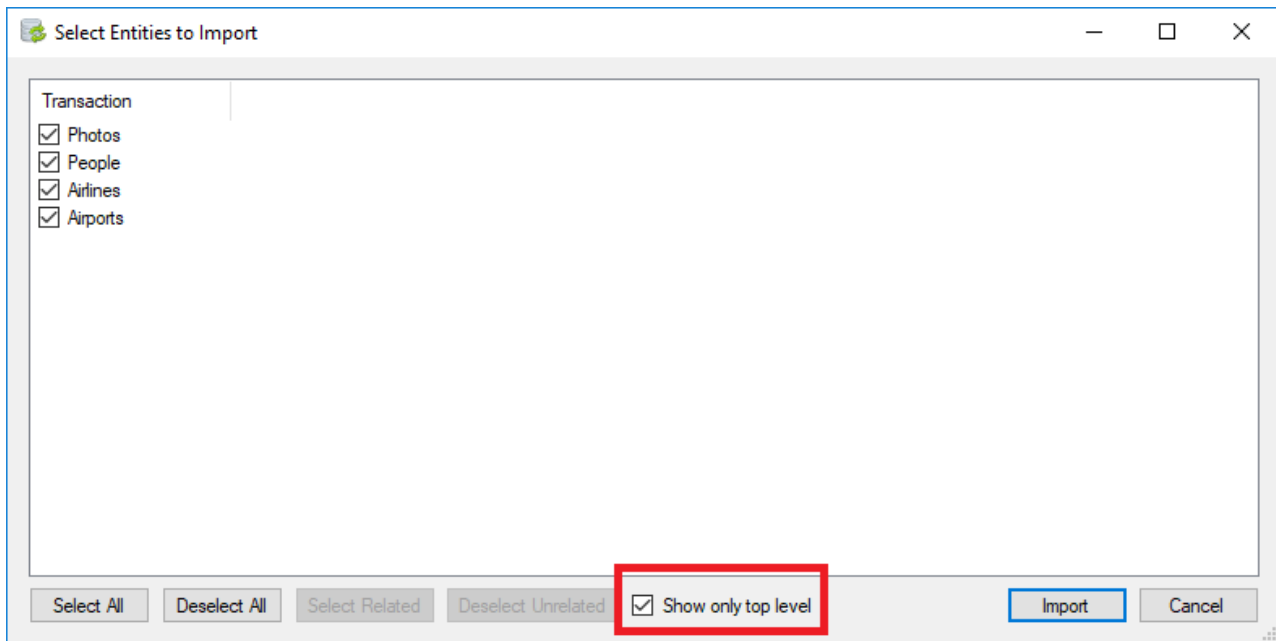 Select Entities to Import
Transaction
Photos
People
Airlines
Airports
Select All Deselect All Select Related Deselect Unrelated Show only top level Import Cancel